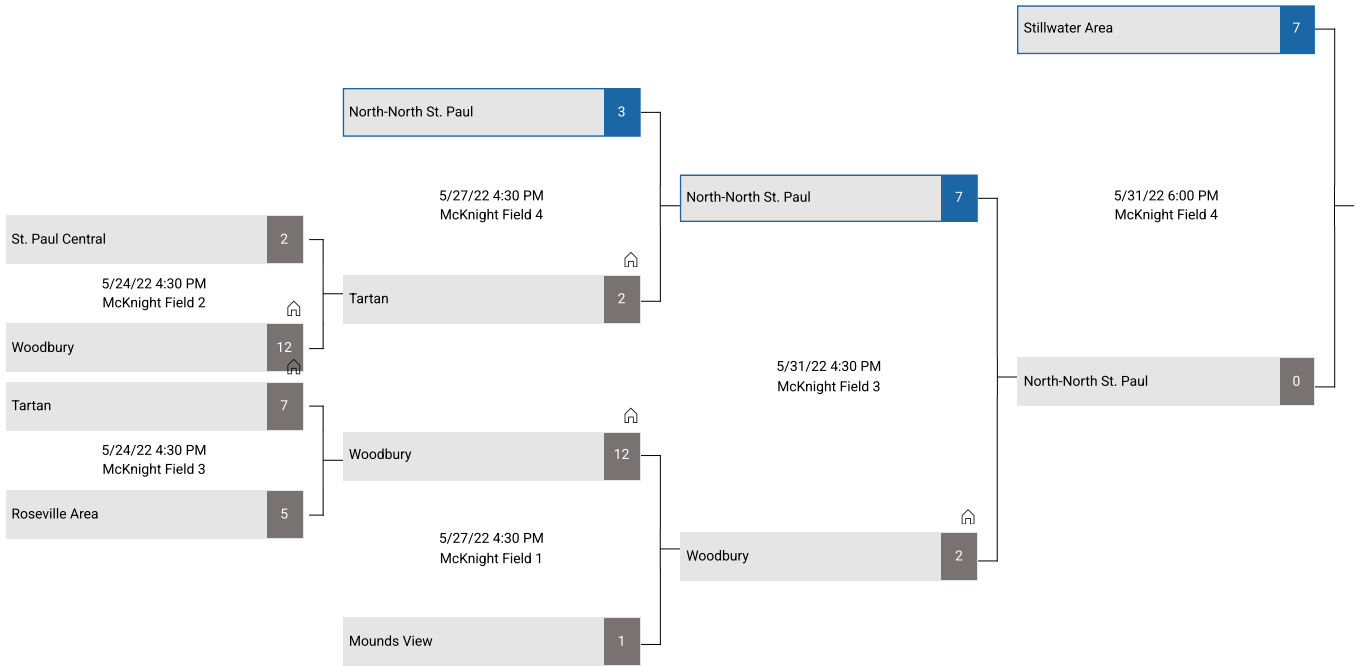 Stillwater Area 7
North-North St. Paul 3
5/27/22 4:30 PM
McKnight Field 4
North-North St. Paul 7
5/31/22 6:00 PM
McKnight Field 4
St. Paul Central 2
5/24/22 4:30 PM
McKnight Field 2
Tartan 2
Woodbury 12
5/31/22 4:30 PM
McKnight Field 3
North-North St. Paul 0
Tartan 7
5/24/22 4:30 PM
McKnight Field 3
Woodbury 12
Roseville Area 5
5/27/22 4:30 PM
McKnight Field 1
Woodbury 2
Mounds View 1